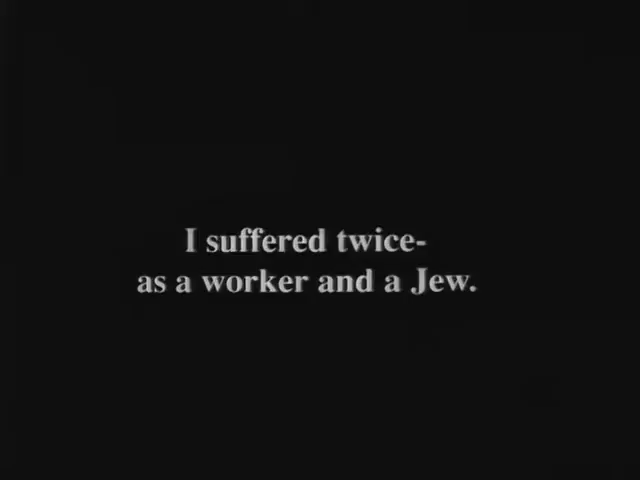 I suffered twice-
as a worker and a Jew.